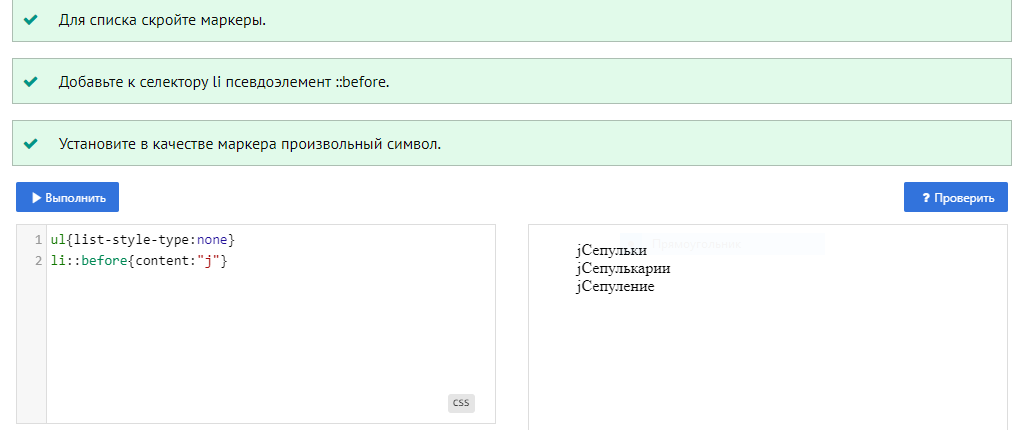 Для списка скройте маркеры.
Добавьте к селектору li псевдоэлемент ::before.
Установите в качестве маркера произвольный символ.
Выполнить
? Проверить
1 ul{list-style-type:none}
2 li::before{content:"j"}
css
Прямоугольник
jСепульки
jСепулькарии
jСепуление